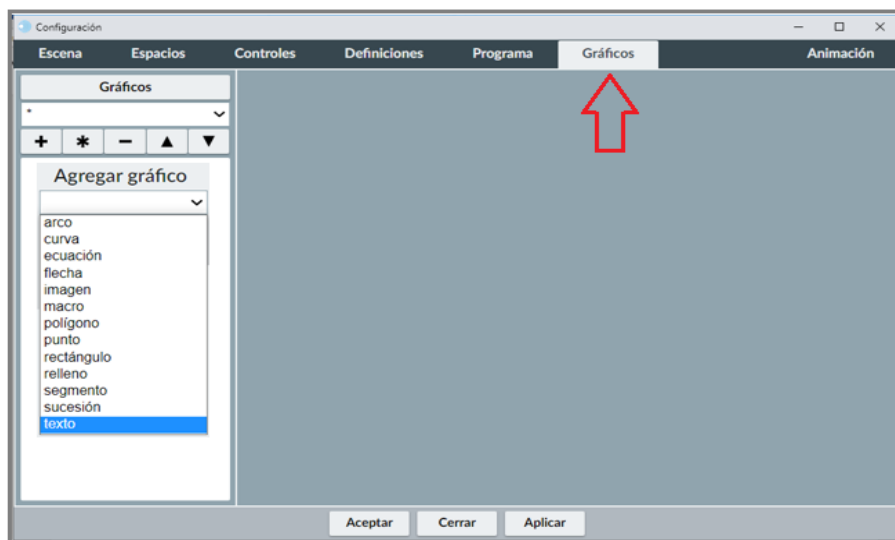 Configuración
Escena Espacios Controles Definiciones Programa Gráficos Animación
Gráficos
*
+ * − ▲ ▼
Agregar gráfico
arco
curva
ecuación
flecha
imagen
macro
polígono
punto
rectángulo
relleno
segmento
sucesión
texto
Aceptar Cerrar Aplicar